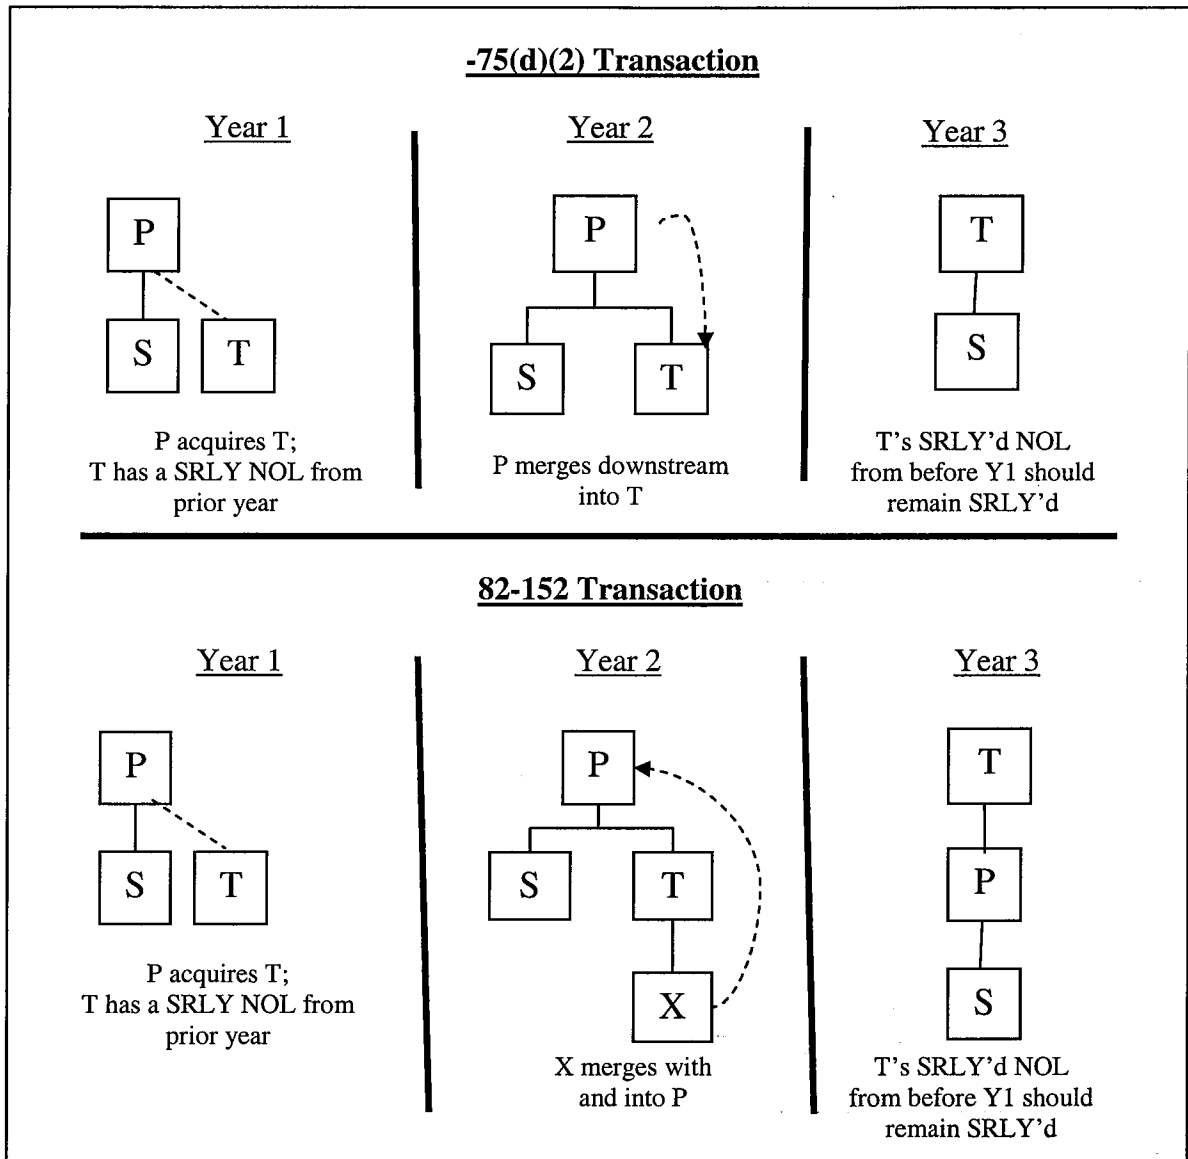 -75(d)(2) Transaction
Year 1
Year 2
Year 3
P
S
T
P acquires T;
T has a SRLY NOL from
prior year
P
S
T
P merges downstream
into T
T
S
T's SRLY'd NOL
from before Y1 should
remain SRLY'd
82-152 Transaction
Year 1
Year 2
Year 3
P
S
T
P acquires T;
T has a SRLY NOL from
prior year
P
S
T
X
X merges with
and into P
T
P
S
T's SRLY'd NOL
from before Y1 should
remain SRLY'd